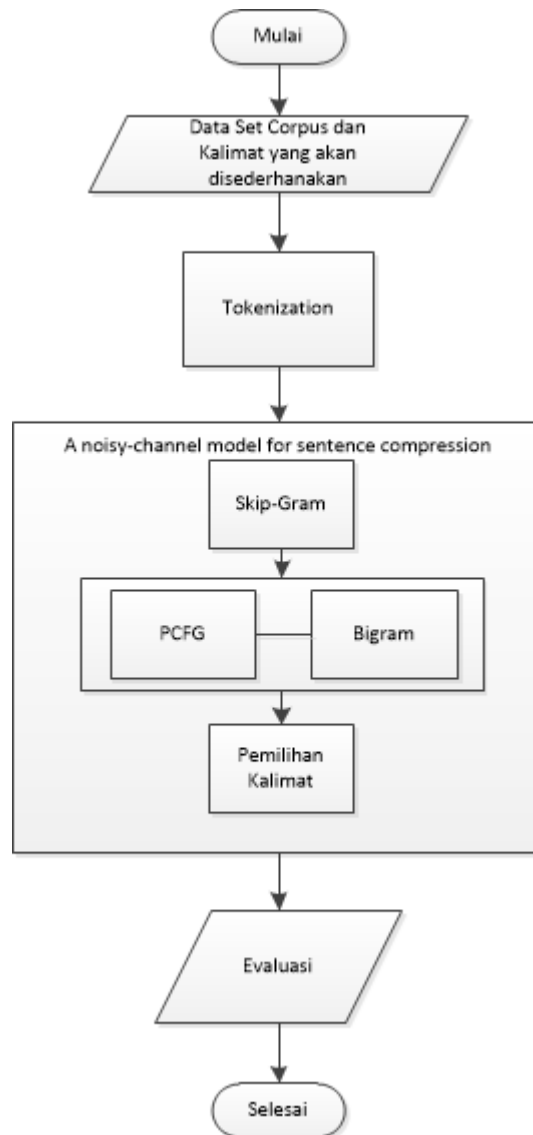 Mulai
Data Set Corpus dan
Kalimat yang akan
disederhanakan
Tokenization
A noisy-channel model for sentence compression
Skip-Gram
PCFG
Bigram
Pemilihan
Kalimat
Evaluasi
Selesai